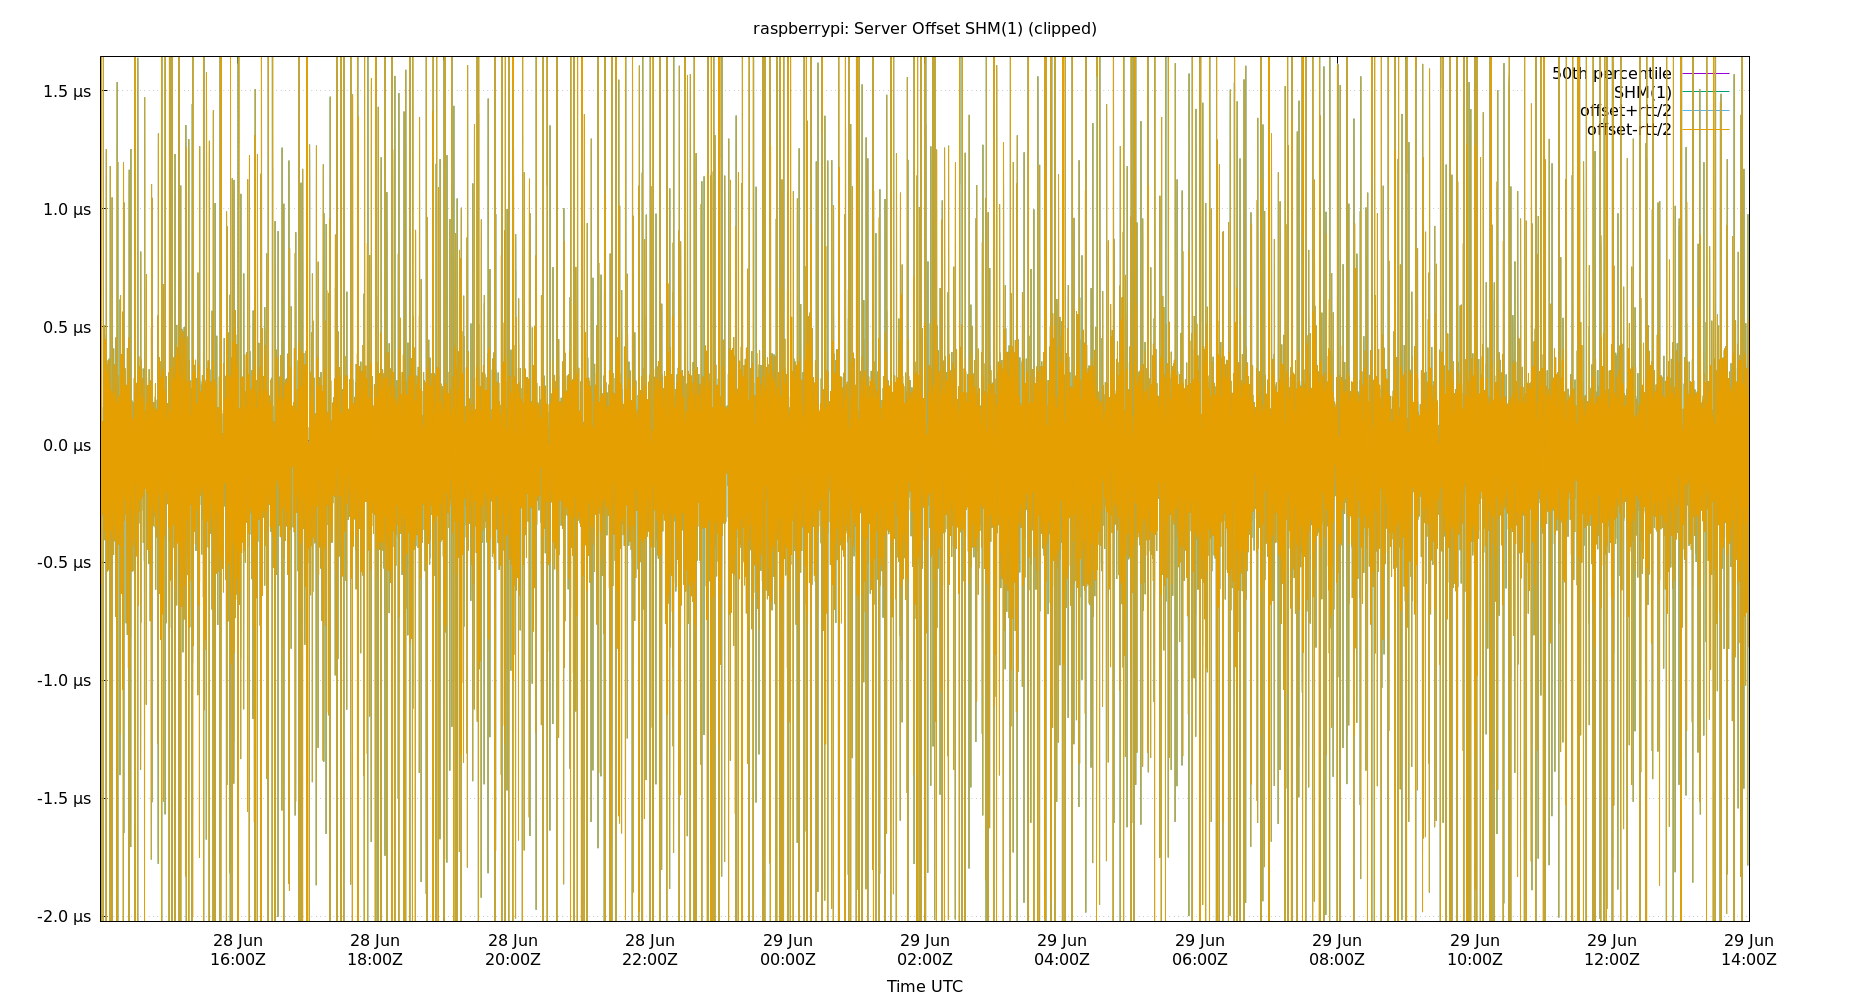 raspberrypi: Server Offset SHM(1) (clipped)
50th percentile
SHM(1)
offset+rtt/2
offset-rtt/2
1.5 µs
1.0 µs
0.5 µs
0.0 µs
-0.5 µs
-1.0 µs
-1.5 µs
-2.0 µs
28 Jun 28 Jun 28 Jun 28 Jun 29 Jun 29 Jun 29 Jun 29 Jun 29 Jun 29 Jun 29 Jun 29 Jun
16:00Z 18:00Z 20:00Z 22:00Z 00:00Z 02:00Z 04:00Z 06:00Z 08:00Z 10:00Z 12:00Z 14:00Z
Time UTC